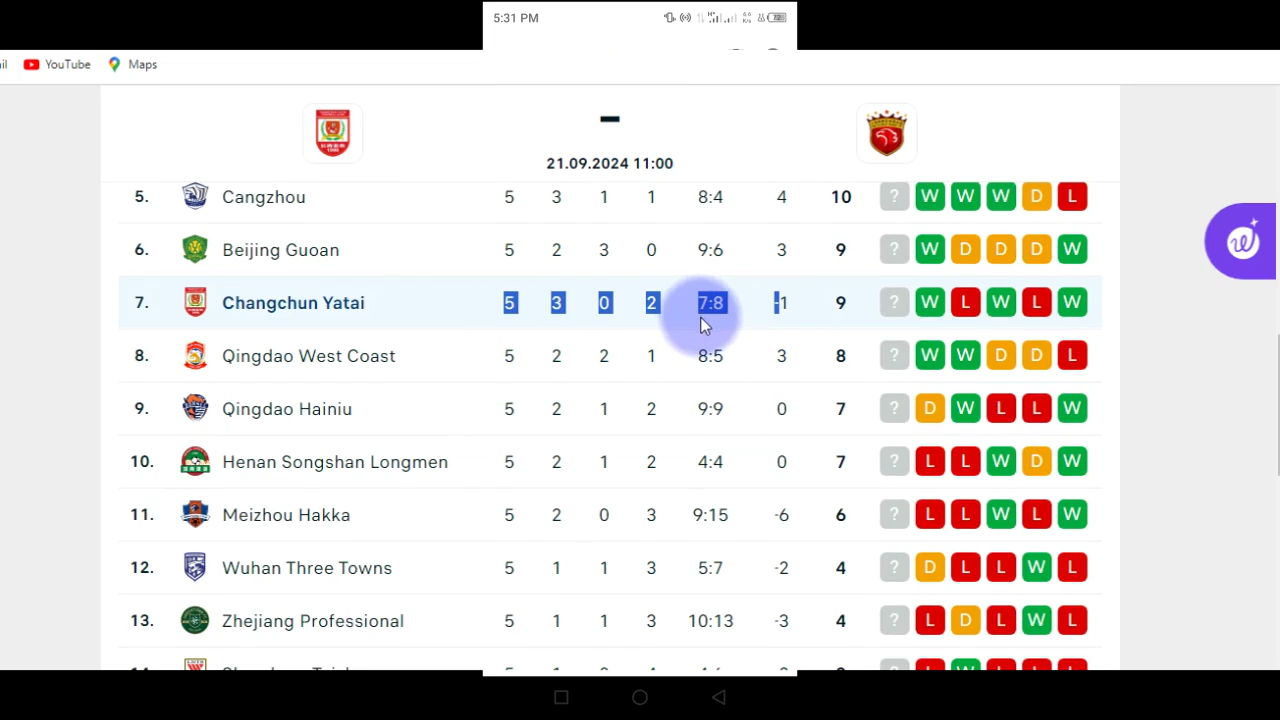 5:31 PM
72
il YouTube Maps
21.09.2024 11:00
5. Cangzhou 5 3 1 1 8:4 4 10 ? W W W D L
6. Beijing Guoan 5 2 3 0 9:6 3 9 ? W D D D W
7. Changchun Yatai 5 3 0 2 7:8 -1 9 ? W L W L W
8. Qingdao West Coast 5 2 2 1 8:5 3 8 ? W W D D L
9. Qingdao Hainiu 5 2 1 2 9:9 0 7 ? D W L L W
10. Henan Songshan Longmen 5 2 1 2 4:4 0 7 ? L L W D W
11. Meizhou Hakka 5 2 0 3 9:15 -6 6 ? L L W L W
12. Wuhan Three Towns 5 1 1 3 5:7 -2 4 ? D L L W L
13. Zhejiang Professional 5 1 1 3 10:13 -3 4 ? L D L W L